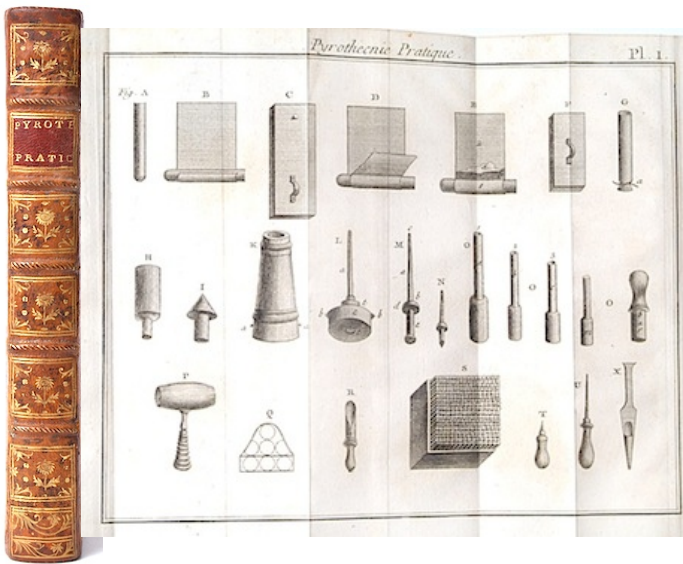 PYROTE
PRATIC
Pyrothecnie Pratique.
Pl. 1.
Fig. A B C D E F G
H I K L M N O O O
P Q R S T U X